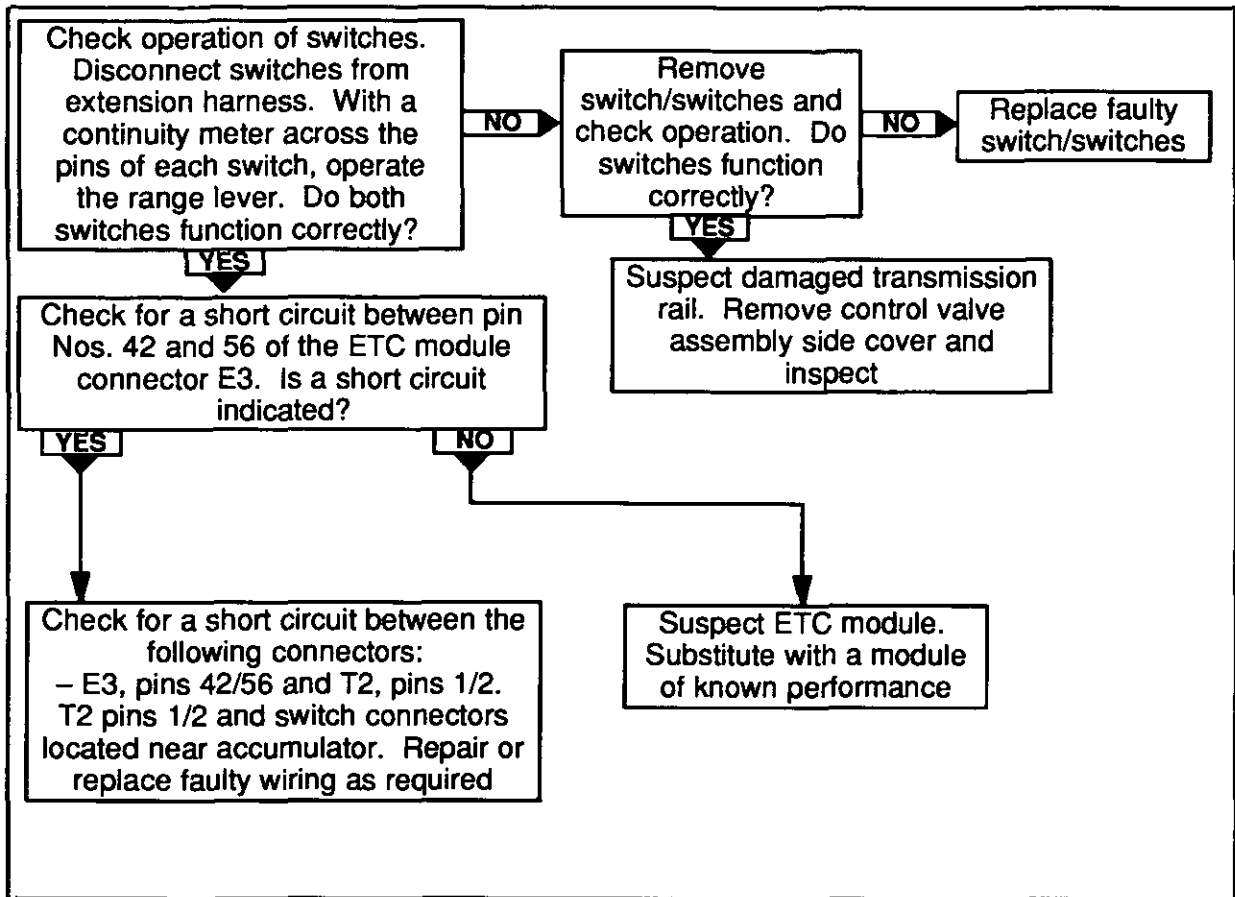 Check operation of switches.
Disconnect switches from
extension harness. With a
continuity meter across the
pins of each switch, operate
the range lever. Do both
switches function correctly?
NO
Remove
switch/switches and
check operation. Do
switches function
correctly?
NO
Replace faulty
switch/switches
YES
YES
Suspect damaged transmission
rail. Remove control valve
assembly side cover and
inspect
Check for a short circuit between pin
Nos. 42 and 56 of the ETC module
connector E3. Is a short circuit
indicated?
YES
NO
Check for a short circuit between the
following connectors:
– E3, pins 42/56 and T2, pins 1/2.
T2 pins 1/2 and switch connectors
located near accumulator. Repair or
replace faulty wiring as required
Suspect ETC module.
Substitute with a module
of known performance